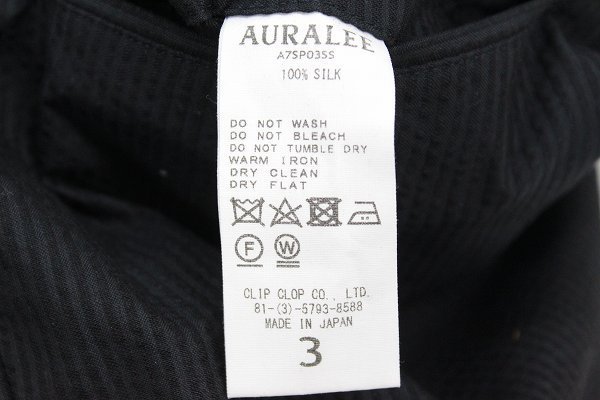 AURALEE
A7SP03SS
100% SILK
DO NOT WASH
DO NOT BLEACH
DO NOT TUMBLE DRY
WARM IRON
DRY CLEAN
DRY FLAT
F W
CLIP CLOP CO., LTD.
81-(3)-5793-8588
MADE IN JAPAN
3